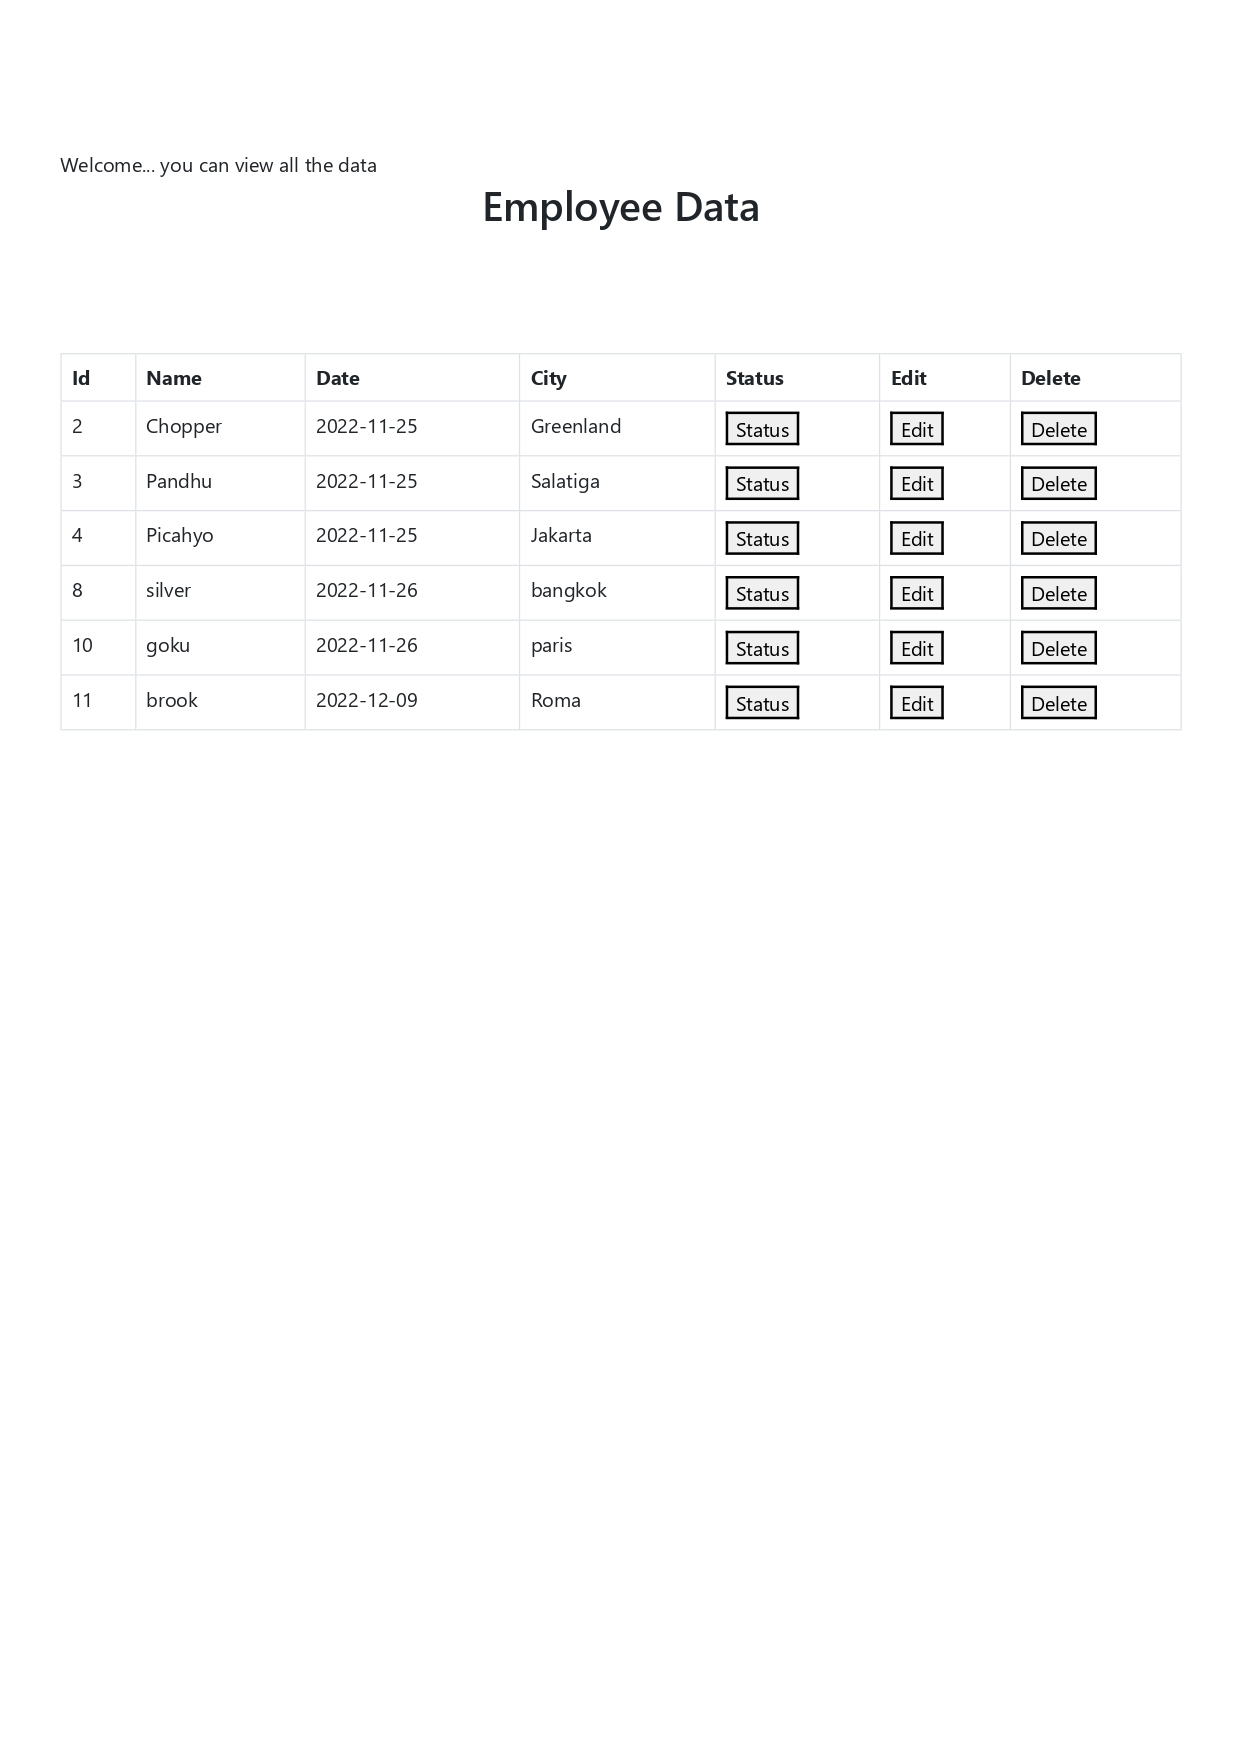 Welcome... you can view all the data
Employee Data
Id Name Date City Status Edit Delete
2 Chopper 2022-11-25 Greenland Status Edit Delete
3 Pandhu 2022-11-25 Salatiga Status Edit Delete
4 Picahyo 2022-11-25 Jakarta Status Edit Delete
8 silver 2022-11-26 bangkok Status Edit Delete
10 goku 2022-11-26 paris Status Edit Delete
11 brook 2022-12-09 Roma Status Edit Delete